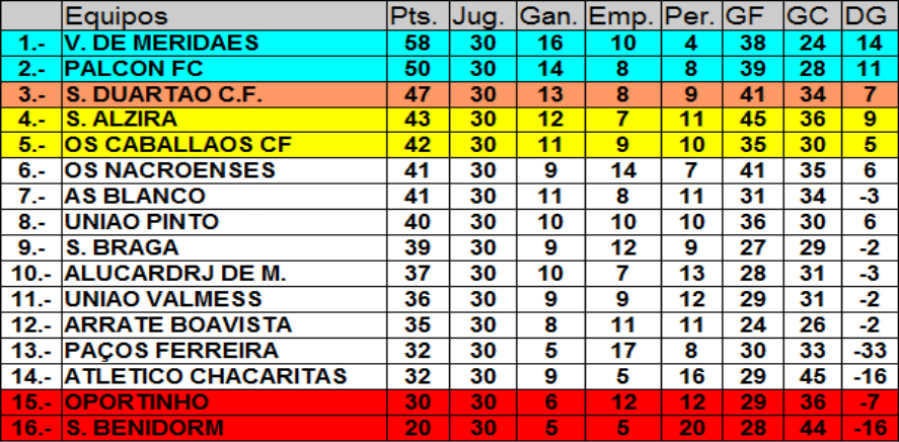 Equipos Pts. Jug. Gan. Emp. Per. GF GC DG
1.- V. DE MERIDAES 58 30 16 10 4 38 24 14
2.- PALCON FC 50 30 14 8 8 39 28 11
3.- S. DUARTAO C.F. 47 30 13 8 9 41 34 7
4.- S. ALZIRA 43 30 12 7 11 45 36 9
5.- OS CABALLAOS CF 42 30 11 9 10 35 30 5
6.- OS NACROENSES 41 30 9 14 7 41 35 6
7.- AS BLANCO 41 30 11 8 11 31 34 -3
8.- UNIAO PINTO 40 30 10 10 10 36 30 6
9.- S. BRAGA 39 30 9 12 9 27 29 -2
10.- ALUCARDRJ DE M. 37 30 10 7 13 28 31 -3
11.- UNIAO VALMESS 36 30 9 9 12 29 31 -2
12.- ARRATE BOAVISTA 35 30 8 11 11 24 26 -2
13.- PAÇOS FERREIRA 32 30 5 17 8 30 33 -33
14.- ATLETICO CHACARITAS 32 30 9 5 16 29 45 -16
15.- OPORTINHO 30 30 6 12 12 29 36 -7
16.- S. BENIDORM 20 30 5 5 20 28 44 -16